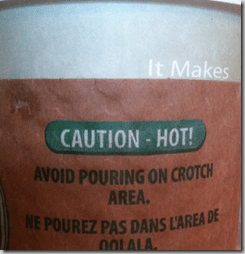 It Makes
CAUTION - HOT!
AVOID POURING ON CROTCH
AREA.
NE POUREZ PAS DANS L'AREA DE
OOLALA.